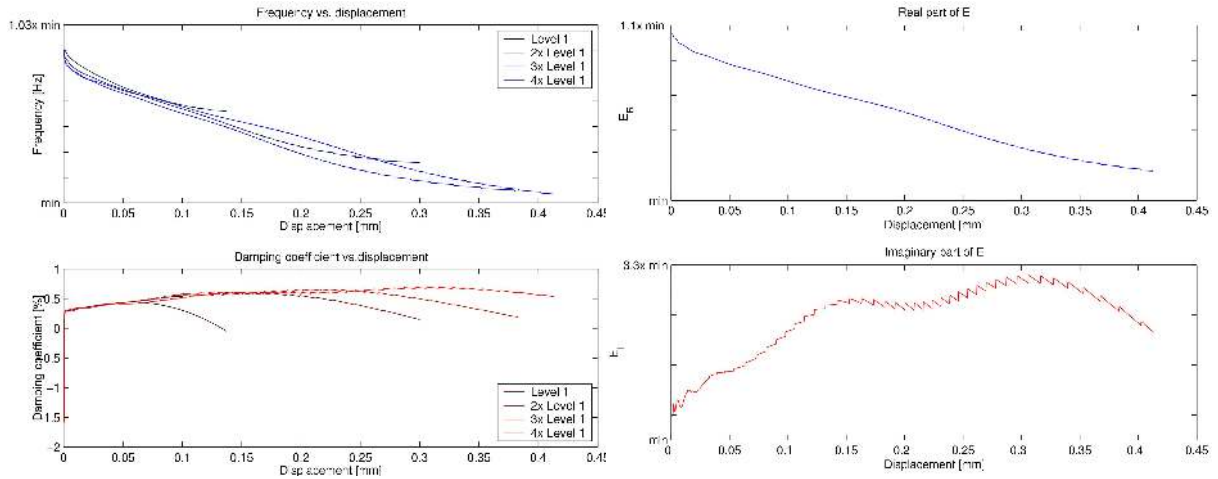 Frequency vs. displacement
1.03x min
Frequency [Hz]
min
Level 1
2x Level 1
3x Level 1
4x Level 1
0 0.05 0.1 0.15 0.2 0.25 0.3 0.35 0.4 0.45
Displacement [mm]
Real part of E
1.1x min
E_R
min
0 0.05 0.1 0.15 0.2 0.25 0.3 0.35 0.4 0.45
Displacement [mm]
Damping coefficient vs.displacement
Damping coefficient [%]
1
0.5
0
0.5
−1
1.5
−2
Level 1
2x Level 1
3x Level 1
4x Level 1
0 0.05 0.1 0.15 0.2 0.25 0.3 0.35 0.4 0.45
Displacement [mm]
Imaginary part of E
3.3x min
E_I
min
0 0.05 0.1 0.15 0.2 0.25 0.3 0.35 0.4 0.45
Displacement [mm]